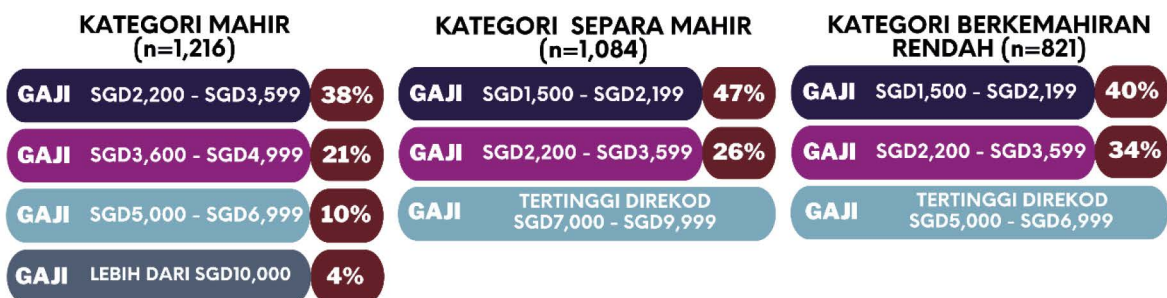 KATEGORI MAHIR
(n=1,216)
GAJI SGD2,200 - SGD3,599 38%
GAJI SGD3,600 - SGD4,999 21%
GAJI SGD5,000 - SGD6,999 10%
GAJI LEBIH DARI SGD10,000 4%
KATEGORI SEPARA MAHIR
(n=1,084)
GAJI SGD1,500 - SGD2,199 47%
GAJI SGD2,200 - SGD3,599 26%
GAJI TERTINGGI DIREKOD
SGD7,000 - SGD9,999
KATEGORI BERKEMAHIRAN
RENDAH (n=821)
GAJI SGD1,500 - SGD2,199 40%
GAJI SGD2,200 - SGD3,599 34%
GAJI TERTINGGI DIREKOD
SGD5,000 - SGD6,999